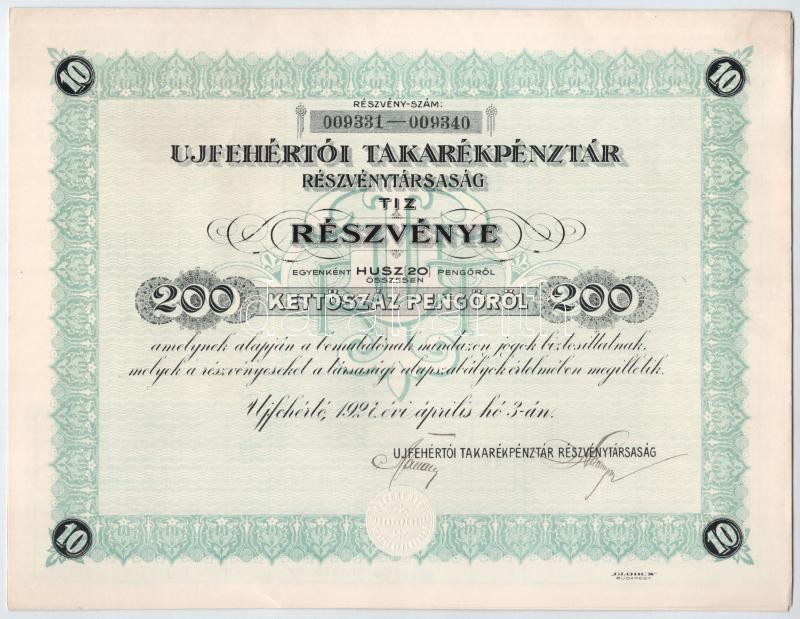 10 10
RÉSZVÉNY-SZÁM:
009331—009340
UJFEHÉRTÓI TAKARÉKPÉNZTÁR
RÉSZVÉNYTÁRSASÁG
TIZ
RÉSZVÉNYE
EGYENKÉNT HUSZ 20 PENGŐRŐL
ÖSSZESEN
200 KETTŐSZÁZ PENGŐRŐL 200
amelynek alapján a bemutatónak mindazon jogok biztosíttatnak,
melyek a részvényeseket a társasági alapszabályok értelmében megilletik.
Ujfehértó, 1927. évi április hó 3-án.
UJFEHÉRTÓI TAKARÉKPÉNZTÁR RÉSZVÉNYTÁRSASÁG
10 10
"GLOBUS"
BUDAPEST